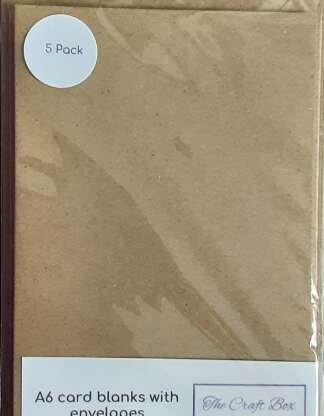 5 Pack
A6 card blanks with
envelopes
The Craft Box